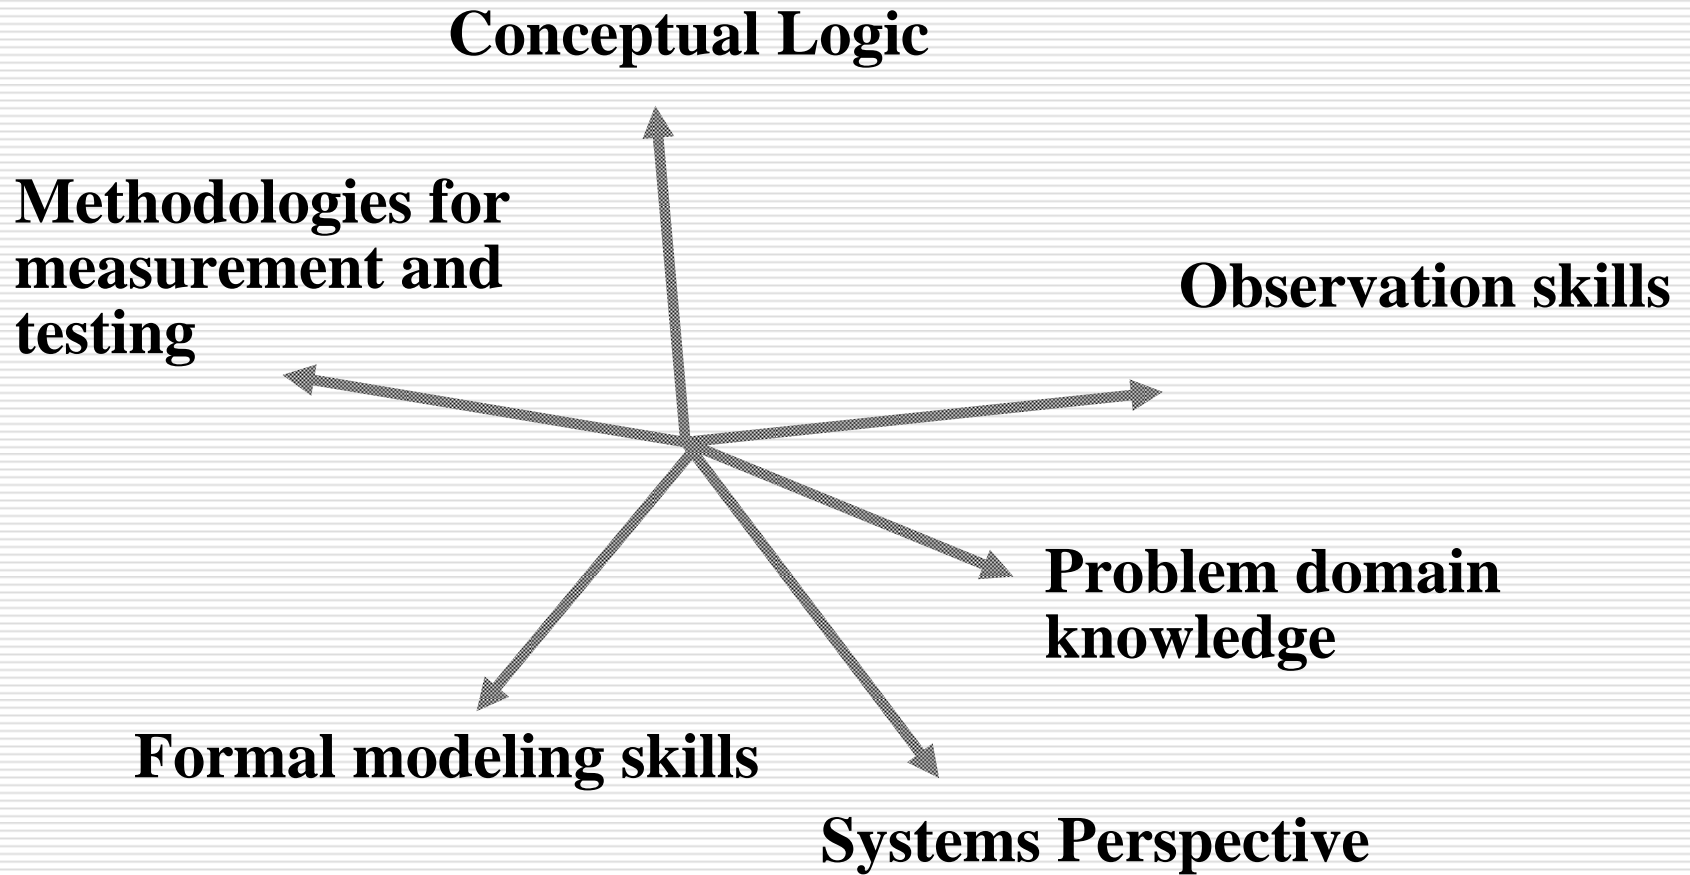 Conceptual Logic
Methodologies for
measurement and
testing
Observation skills
Problem domain
knowledge
Formal modeling skills
Systems Perspective